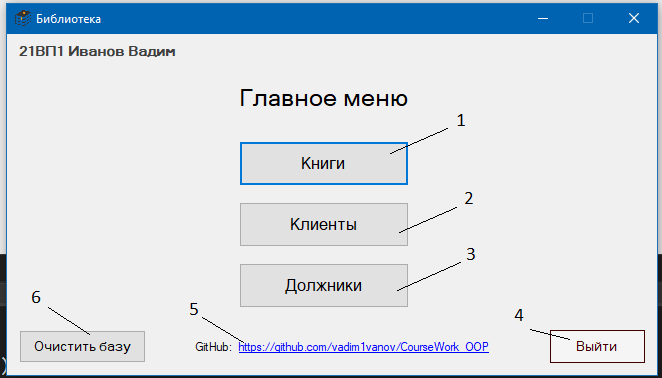 Библиотека
21ВП1 Иванов Вадим
Главное меню
1
Книги
2
Клиенты
3
Должники
6
5
4
Очистить базу
GitHub: https://github.com/vadim1vanov/CourseWork_OOP
Выйти
)